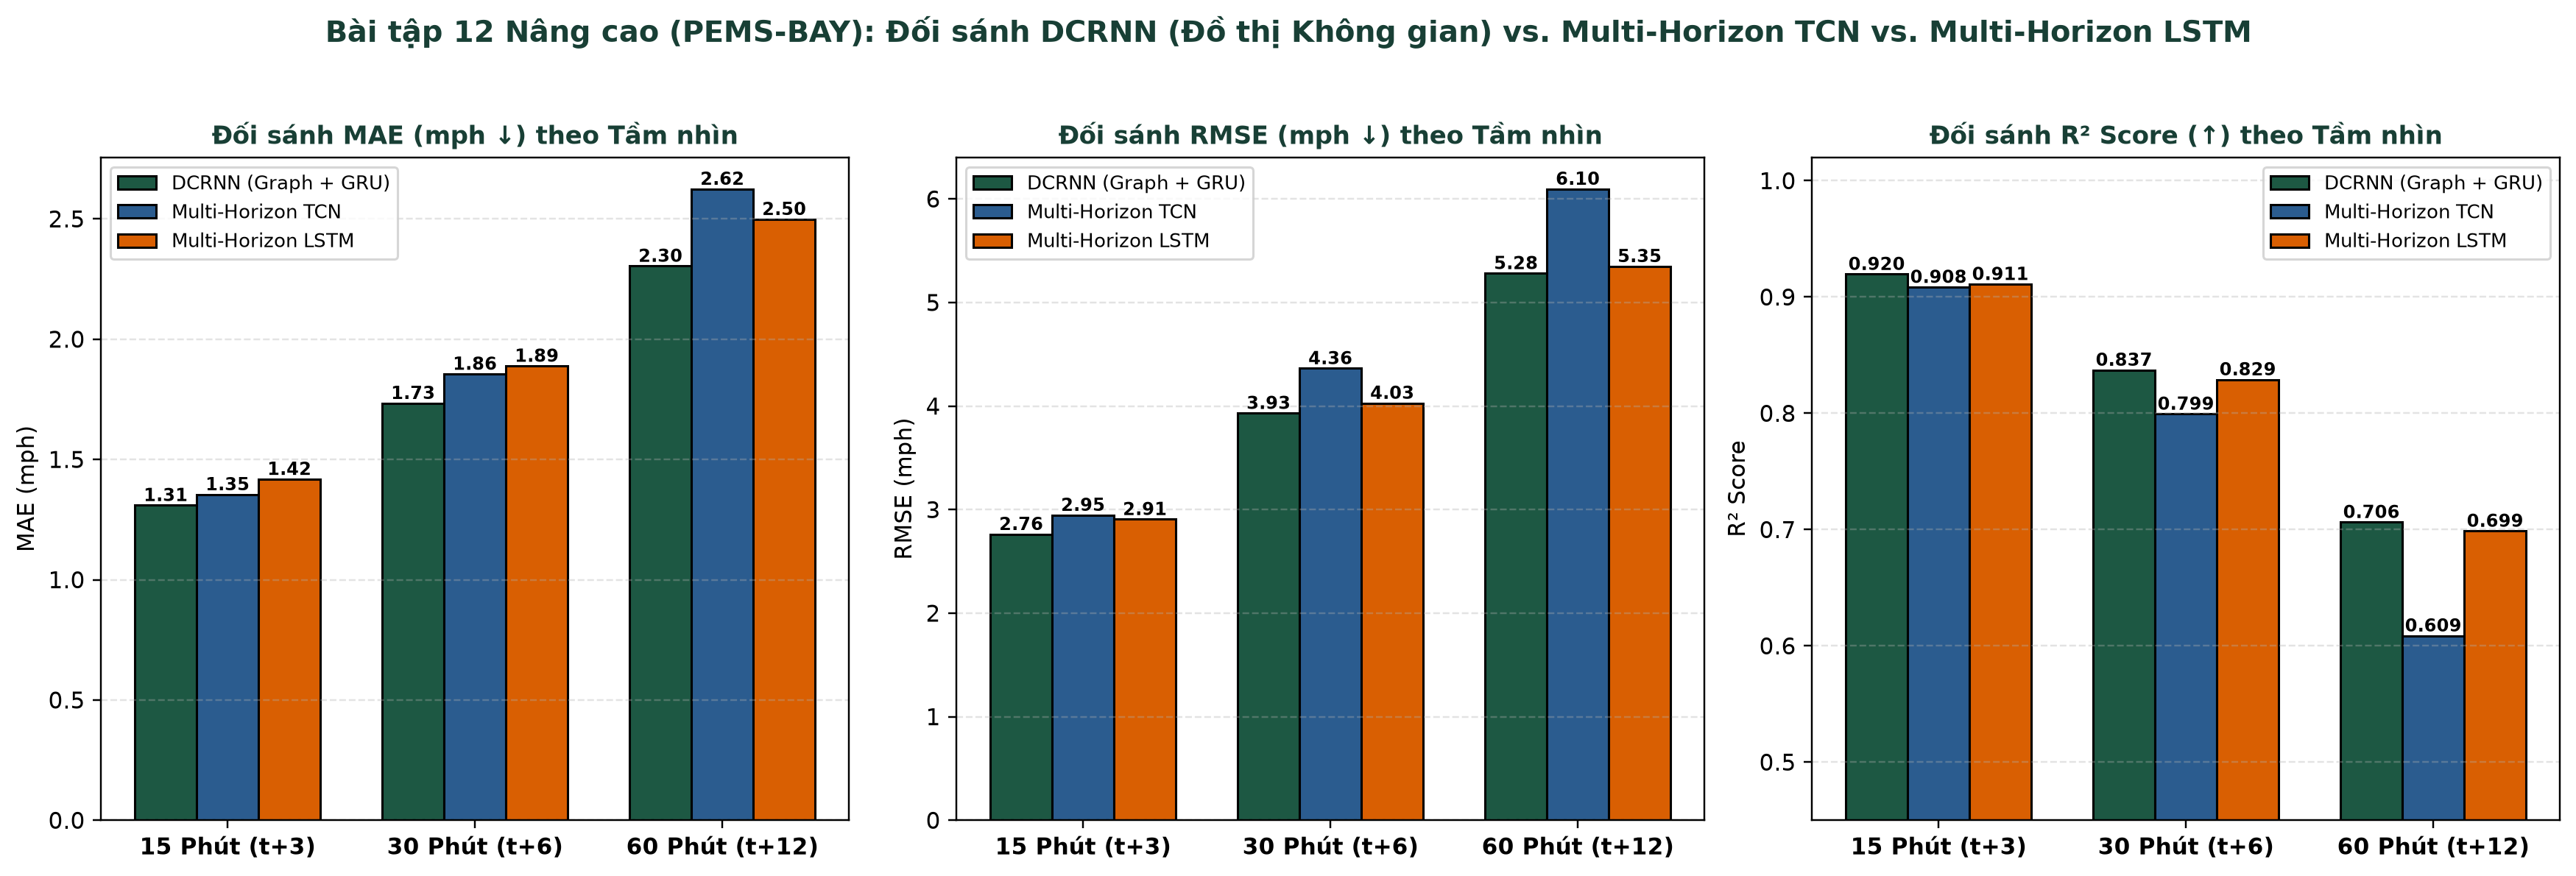 Bài tập 12 Nâng cao (PEMS-BAY): Đối sánh DCRNN (Đồ thị Không gian) vs. Multi-Horizon TCN vs. Multi-Horizon LSTM
Đối sánh MAE (mph ↓) theo Tầm nhìn
MAE (mph)
2.5
2.0
1.5
1.0
0.5
0.0
DCRNN (Graph + GRU)
Multi-Horizon TCN
Multi-Horizon LSTM
1.31
1.35
1.42
1.73
1.86
1.89
2.30
2.62
2.50
15 Phút (t+3)
30 Phút (t+6)
60 Phút (t+12)
Đối sánh RMSE (mph ↓) theo Tầm nhìn
RMSE (mph)
6
5
4
3
2
1
0
DCRNN (Graph + GRU)
Multi-Horizon TCN
Multi-Horizon LSTM
2.76
2.95
2.91
3.93
4.36
4.03
5.28
6.10
5.35
15 Phút (t+3)
30 Phút (t+6)
60 Phút (t+12)
Đối sánh R² Score (↑) theo Tầm nhìn
R² Score
1.0
0.9
0.8
0.7
0.6
0.5
DCRNN (Graph + GRU)
Multi-Horizon TCN
Multi-Horizon LSTM
0.920
0.908
0.911
0.837
0.799
0.829
0.706
0.609
0.699
15 Phút (t+3)
30 Phút (t+6)
60 Phút (t+12)